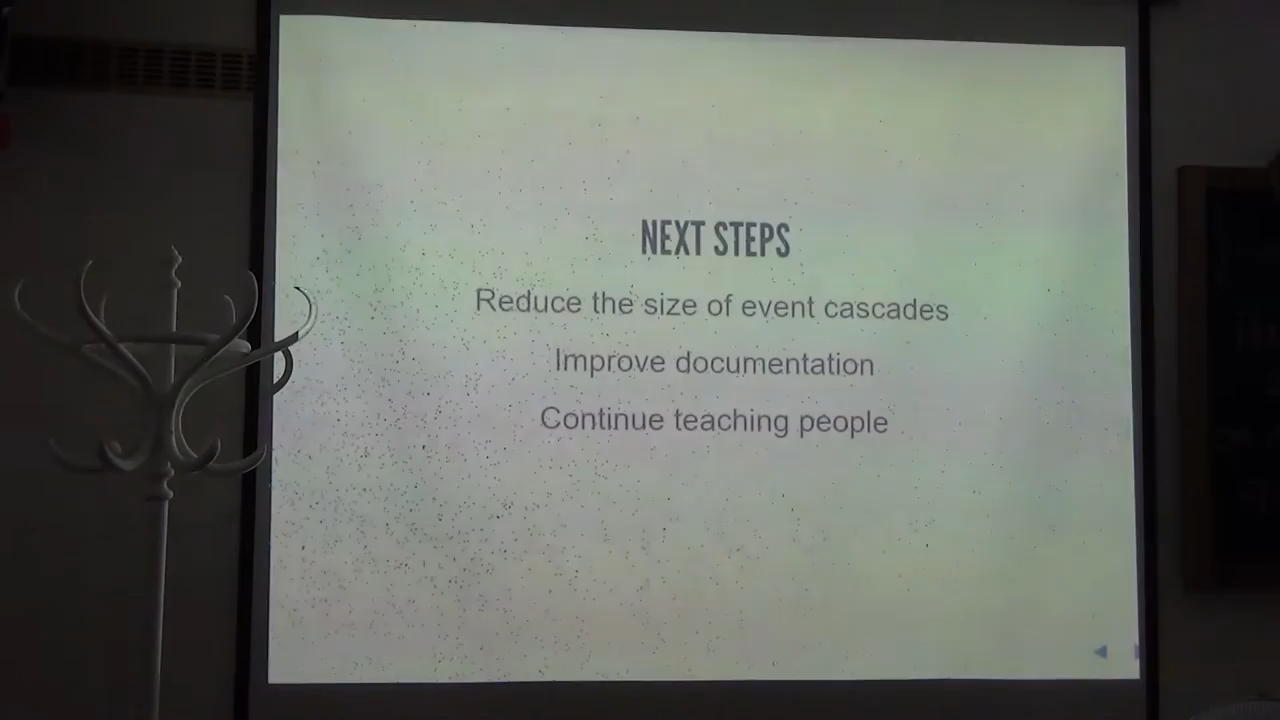 NEXT STEPS
Reduce the size of event cascades
Improve documentation
Continue teaching people